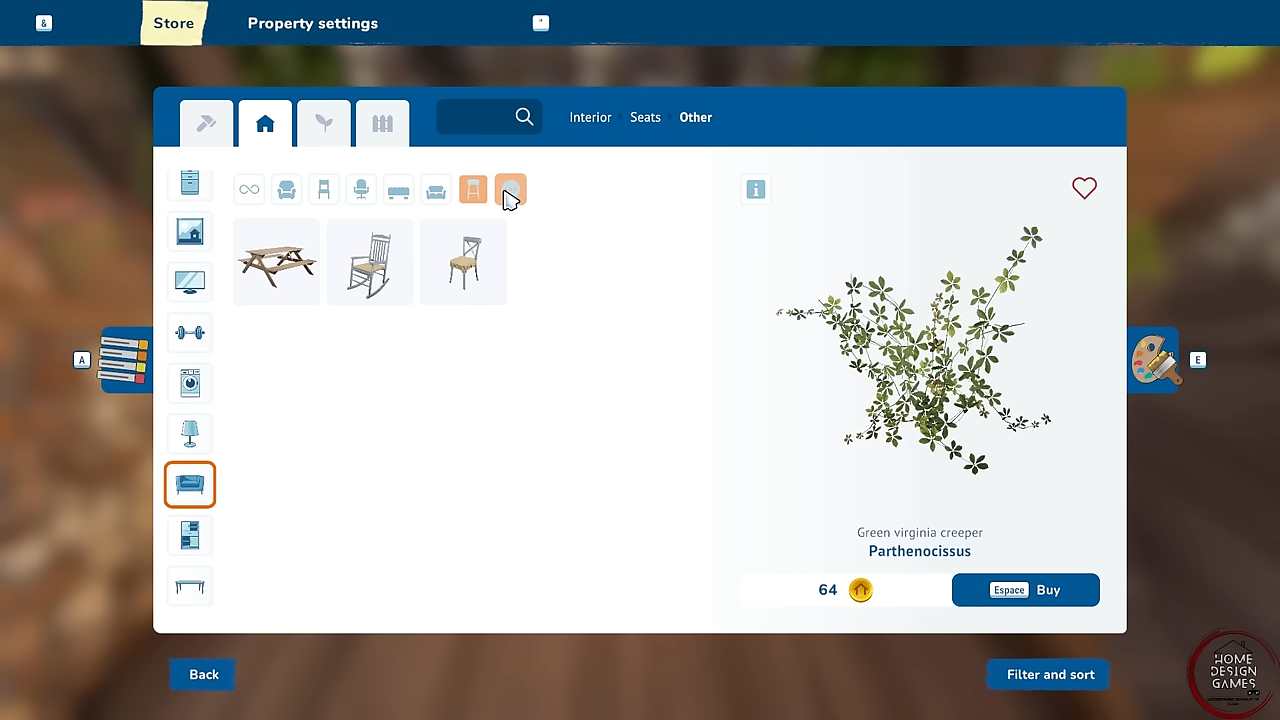 &
Store
Property settings
"
Interior
Seats
Other
A
E
Green virginia creeper
Parthenocissus
64
Espace
Buy
Back
Filter and sort
HOME
DESIGN
GAMES